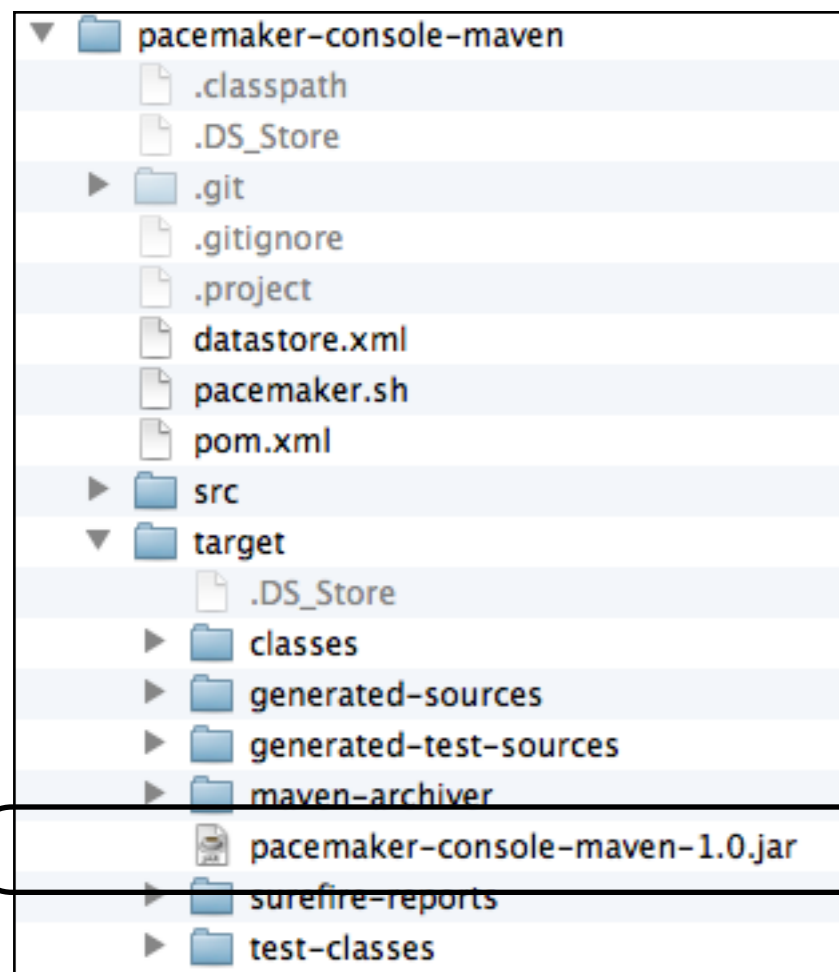 pacemaker-console-maven
.classpath
.DS_Store
.git
.gitignore
.project
datastore.xml
pacemaker.sh
pom.xml
src
target
.DS_Store
classes
generated-sources
generated-test-sources
maven-archiver
pacemaker-console-maven-1.0.jar
surefire-reports
test-classes